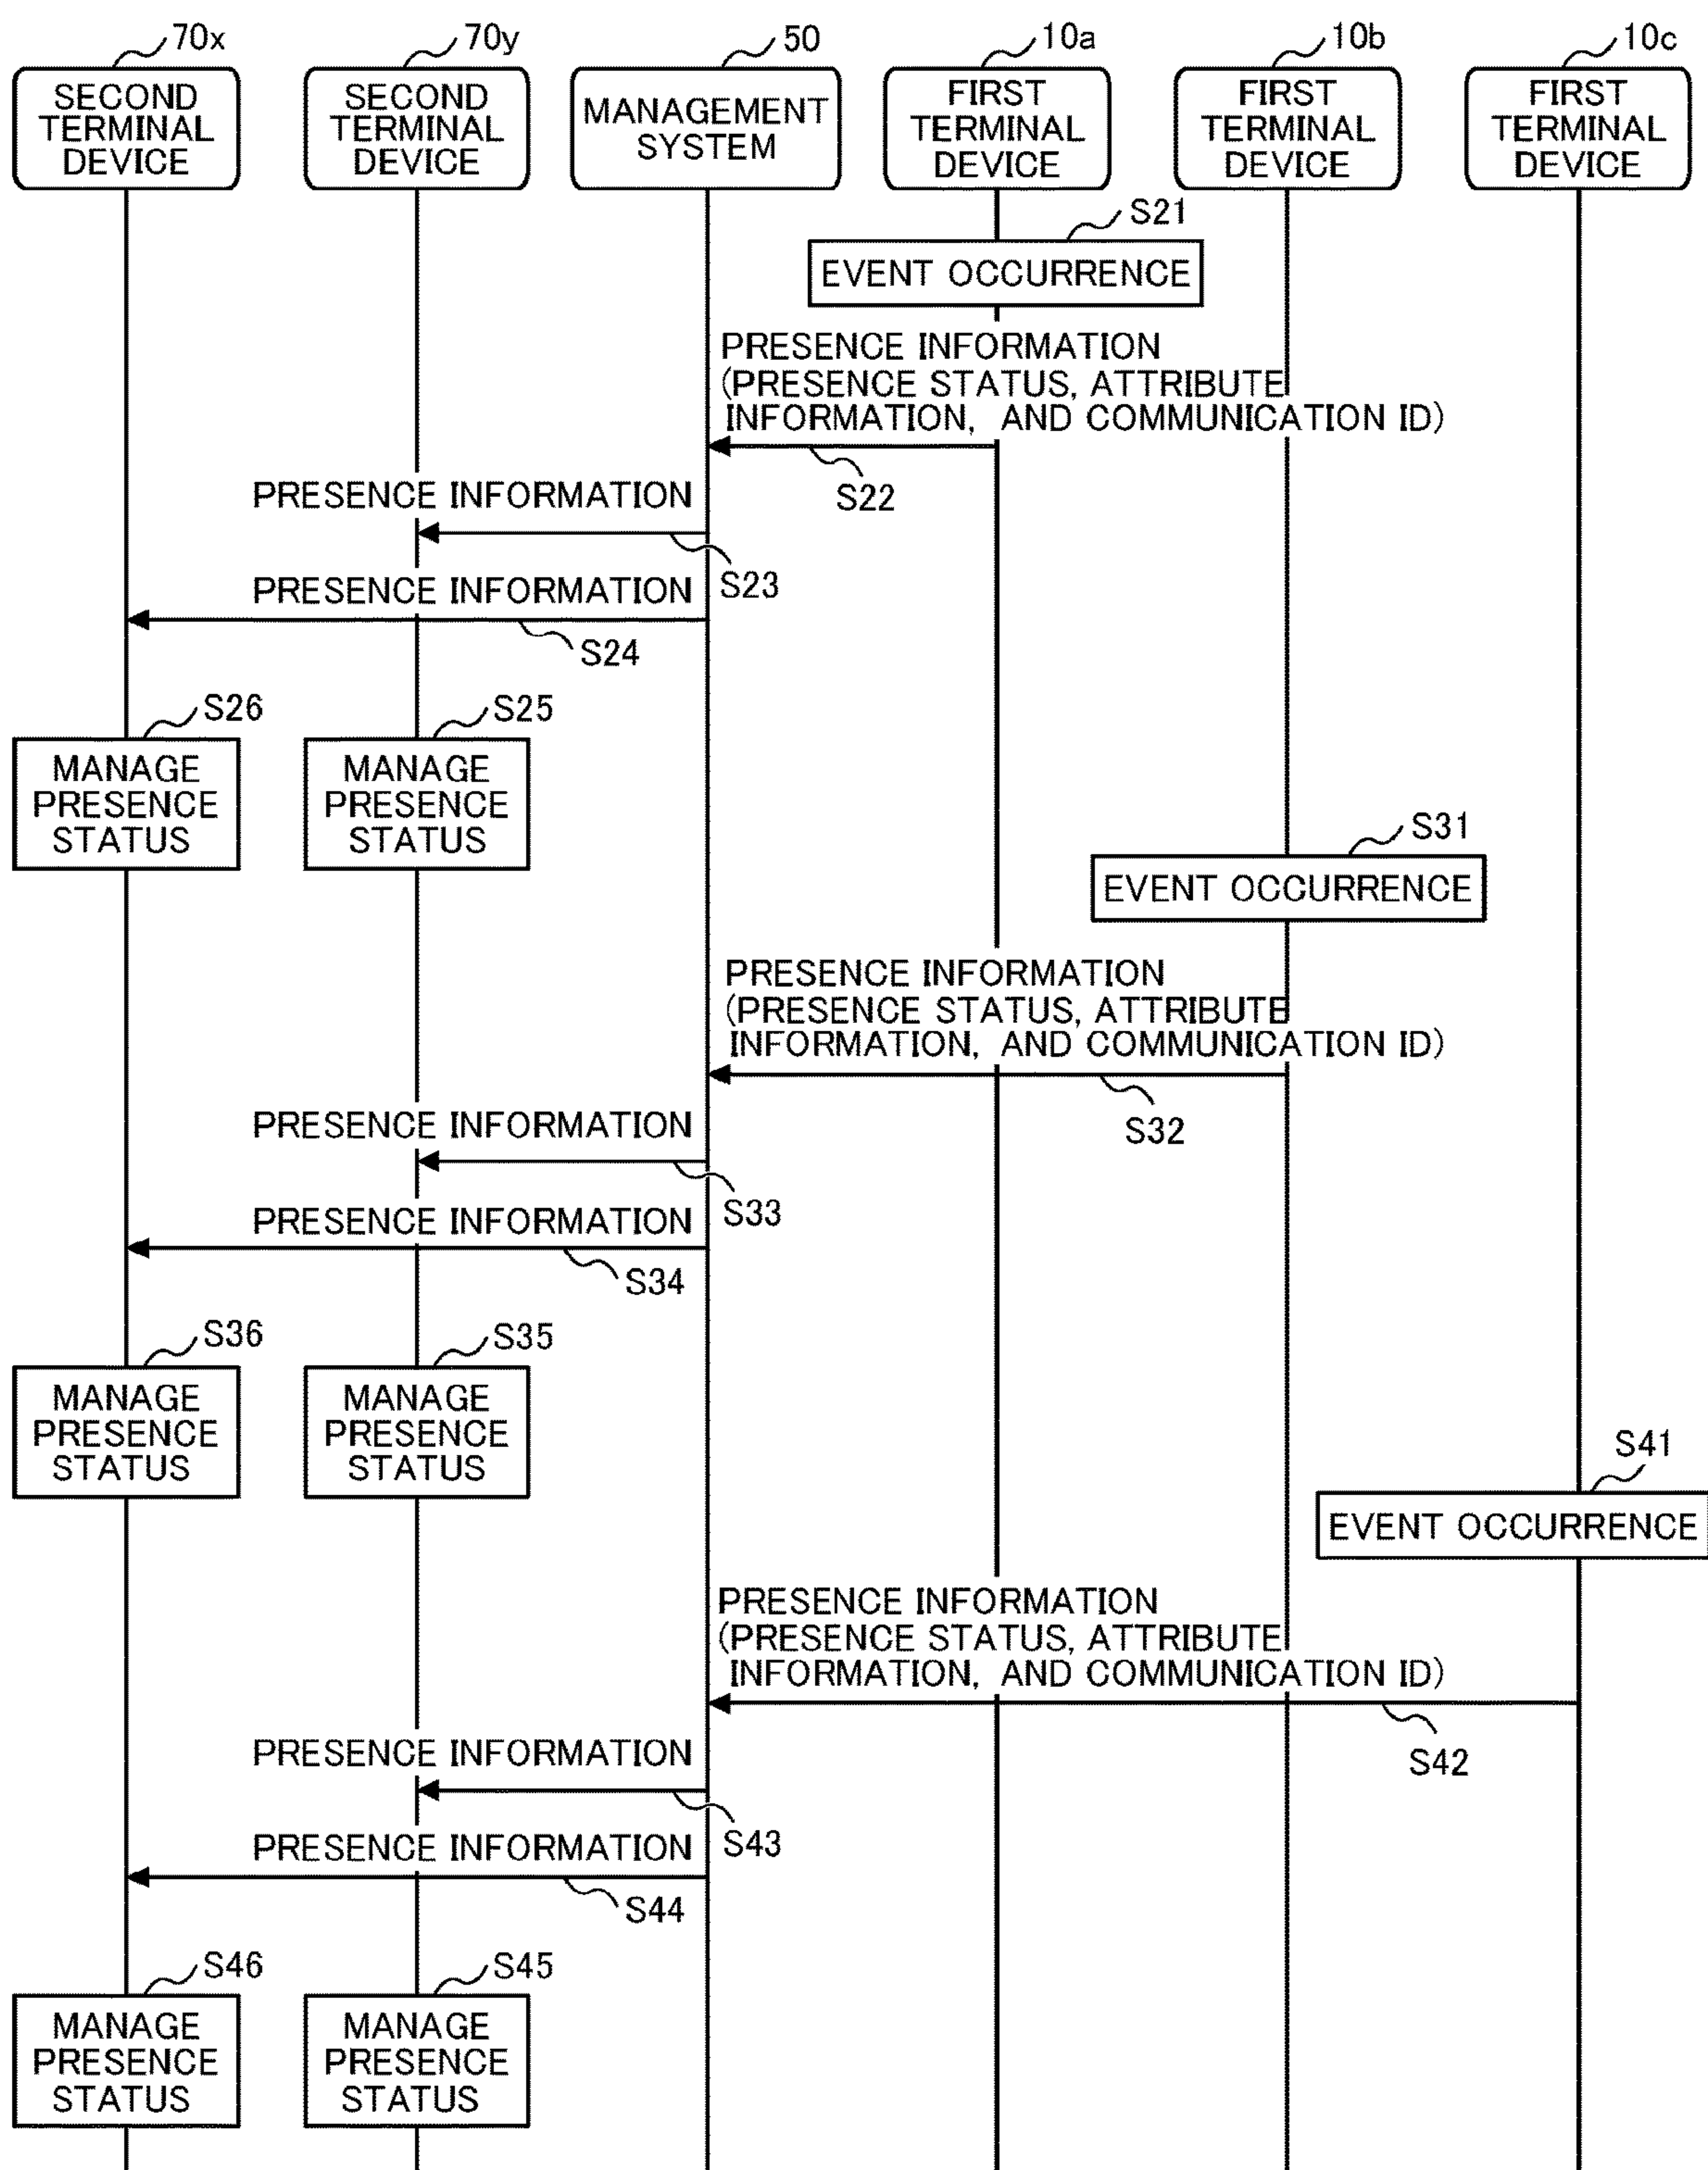 70x
70y
50
10a
10b
10c
SECOND
TERMINAL
DEVICE
SECOND
TERMINAL
DEVICE
MANAGEMENT
SYSTEM
FIRST
TERMINAL
DEVICE
FIRST
TERMINAL
DEVICE
FIRST
TERMINAL
DEVICE
S21
EVENT OCCURRENCE
PRESENCE INFORMATION
(PRESENCE STATUS, ATTRIBUTE
INFORMATION, AND COMMUNICATION ID)
S22
PRESENCE INFORMATION
S23
PRESENCE INFORMATION
S24
S26
MANAGE
PRESENCE
STATUS
S25
MANAGE
PRESENCE
STATUS
S31
EVENT OCCURRENCE
PRESENCE INFORMATION
(PRESENCE STATUS, ATTRIBUTE
INFORMATION, AND COMMUNICATION ID)
S32
PRESENCE INFORMATION
S33
PRESENCE INFORMATION
S34
S36
MANAGE
PRESENCE
STATUS
S35
MANAGE
PRESENCE
STATUS
S41
EVENT OCCURRENCE
PRESENCE INFORMATION
(PRESENCE STATUS, ATTRIBUTE
INFORMATION, AND COMMUNICATION ID)
S42
PRESENCE INFORMATION
S43
PRESENCE INFORMATION
S44
S46
MANAGE
PRESENCE
STATUS
S45
MANAGE
PRESENCE
STATUS